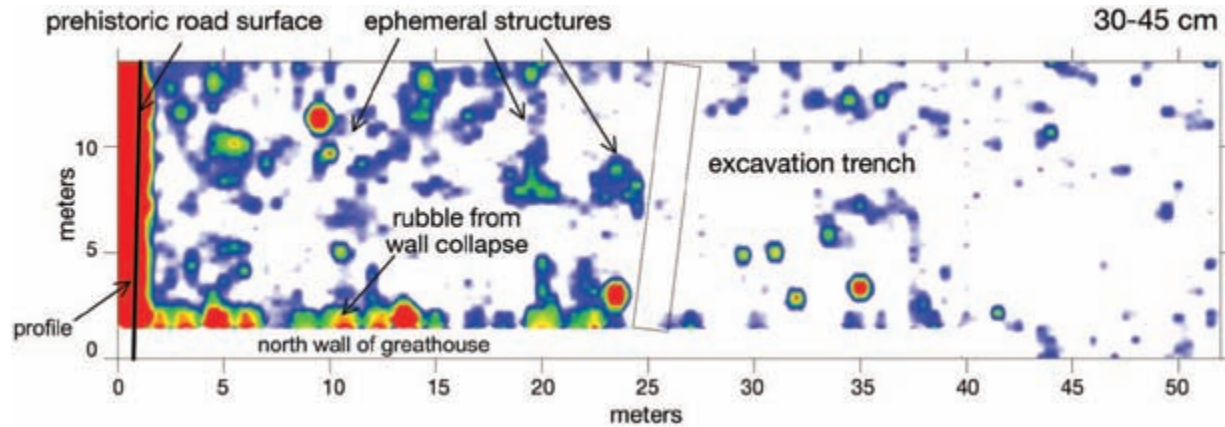 prehistoric road surface
ephemeral structures
30-45 cm
10
5
0
meters
excavation trench
rubble from
wall collapse
profile
north wall of greathouse
0 5 10 15 20 25 30 35 40 45 50
meters